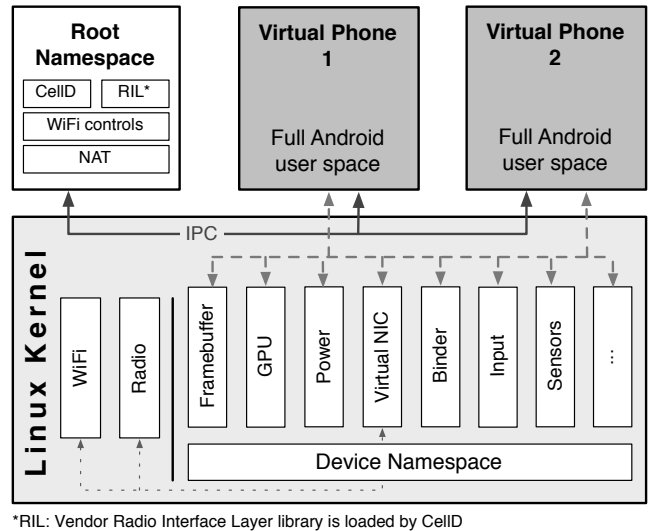 Root
Namespace
CellD
RIL*
WiFi controls
NAT
Virtual Phone
1
Full Android
user space
Virtual Phone
2
Full Android
user space
IPC
Linux Kernel
WiFi
Radio
Framebuffer
GPU
Power
Virtual NIC
Binder
Input
Sensors
...
Device Namespace
*RIL: Vendor Radio Interface Layer library is loaded by CellD